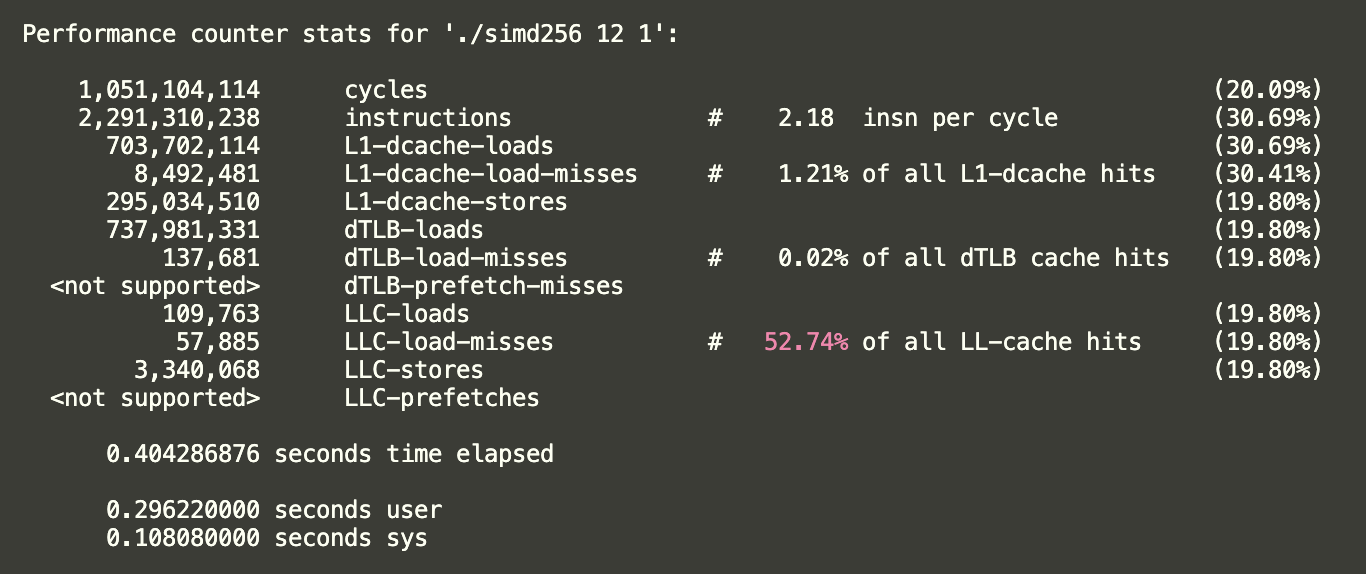 Performance counter stats for './simd256 12 1':
1,051,104,114 cycles (20.09%)
2,291,310,238 instructions # 2.18 insn per cycle (30.69%)
703,702,114 L1-dcache-loads (30.69%)
8,492,481 L1-dcache-load-misses # 1.21% of all L1-dcache hits (30.41%)
295,034,510 L1-dcache-stores (19.80%)
737,981,331 dTLB-loads (19.80%)
137,681 dTLB-load-misses # 0.02% of all dTLB cache hits (19.80%)
<not supported> dTLB-prefetch-misses
109,763 LLC-loads (19.80%)
57,885 LLC-load-misses # 52.74% of all LL-cache hits (19.80%)
3,340,068 LLC-stores (19.80%)
<not supported> LLC-prefetches
0.404286876 seconds time elapsed
0.296220000 seconds user
0.108080000 seconds sys